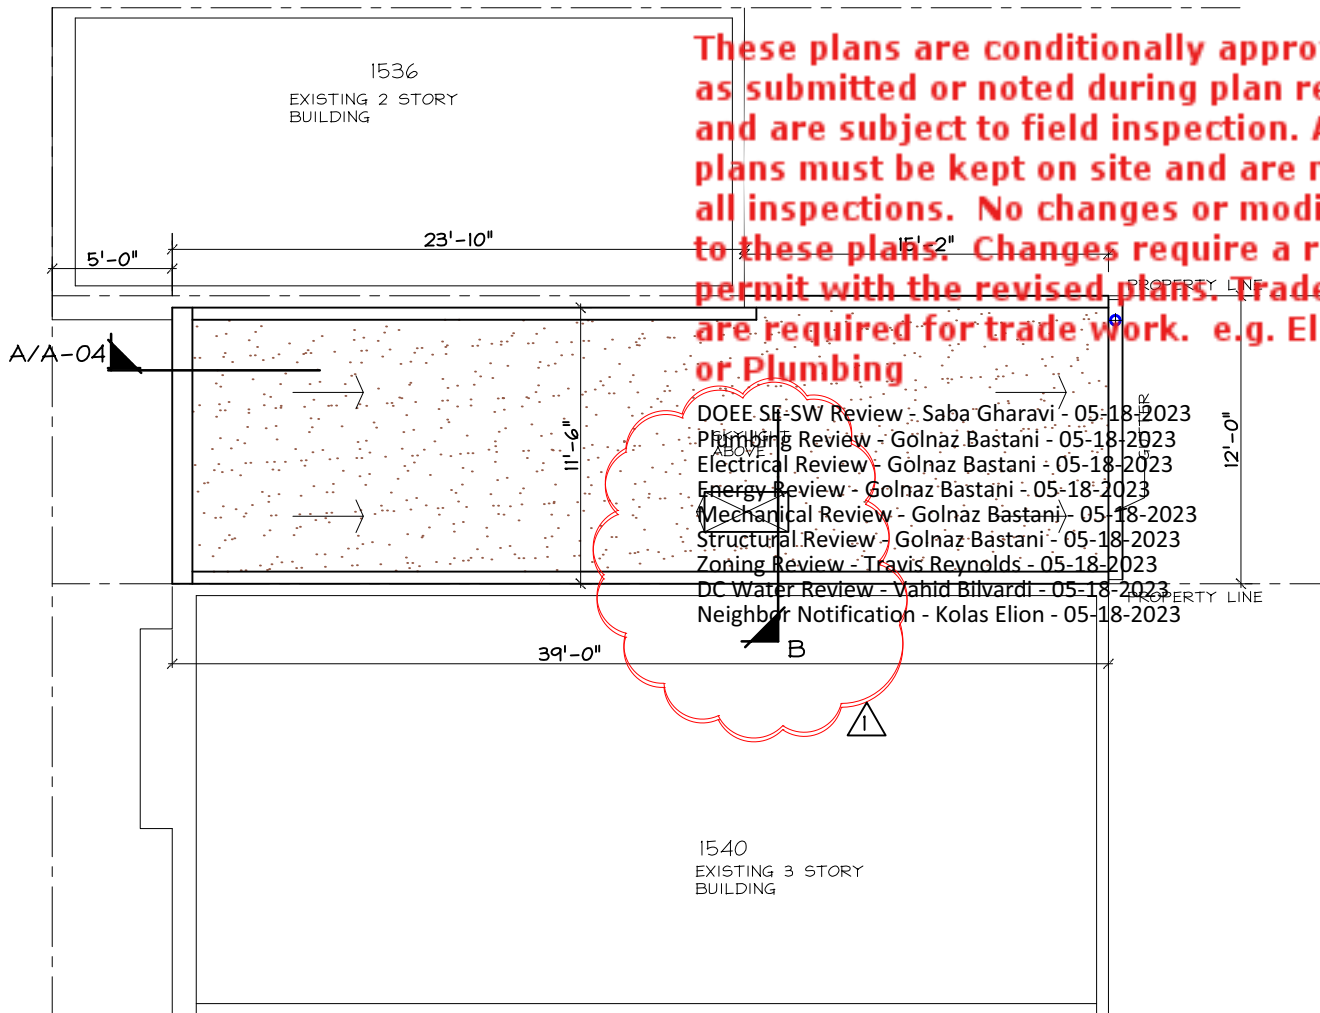 1536
EXISTING 2 STORY
BUILDING
These plans are conditionally appro
as submitted or noted during plan re
and are subject to field inspection. A
plans must be kept on site and are r
all inspections.  No changes or modi
to these plans.  Changes require a r
permit with the revised plans. Trade
are required for trade work.  e.g. El
or Plumbing
5'-0"
23'-10"
15'-2"
PROPERTY LINE
A/A-04
11'-6"
12'-0"
GUTTER
SKYLIGHT
ABOVE
DOEE SE-SW Review - Saba Gharavi - 05-18-2023
Plumbing Review - Golnaz Bastani - 05-18-2023
Electrical Review - Golnaz Bastani - 05-18-2023
Energy Review - Golnaz Bastani - 05-18-2023
Mechanical Review - Golnaz Bastani - 05-18-2023
Structural Review - Golnaz Bastani - 05-18-2023
Zoning Review - Travis Reynolds - 05-18-2023
DC Water Review - Vahid Bilvardi - 05-18-2023
Neighbor Notification - Kolas Elion - 05-18-2023
PROPERTY LINE
39'-0"
B
1
1540
EXISTING 3 STORY
BUILDING